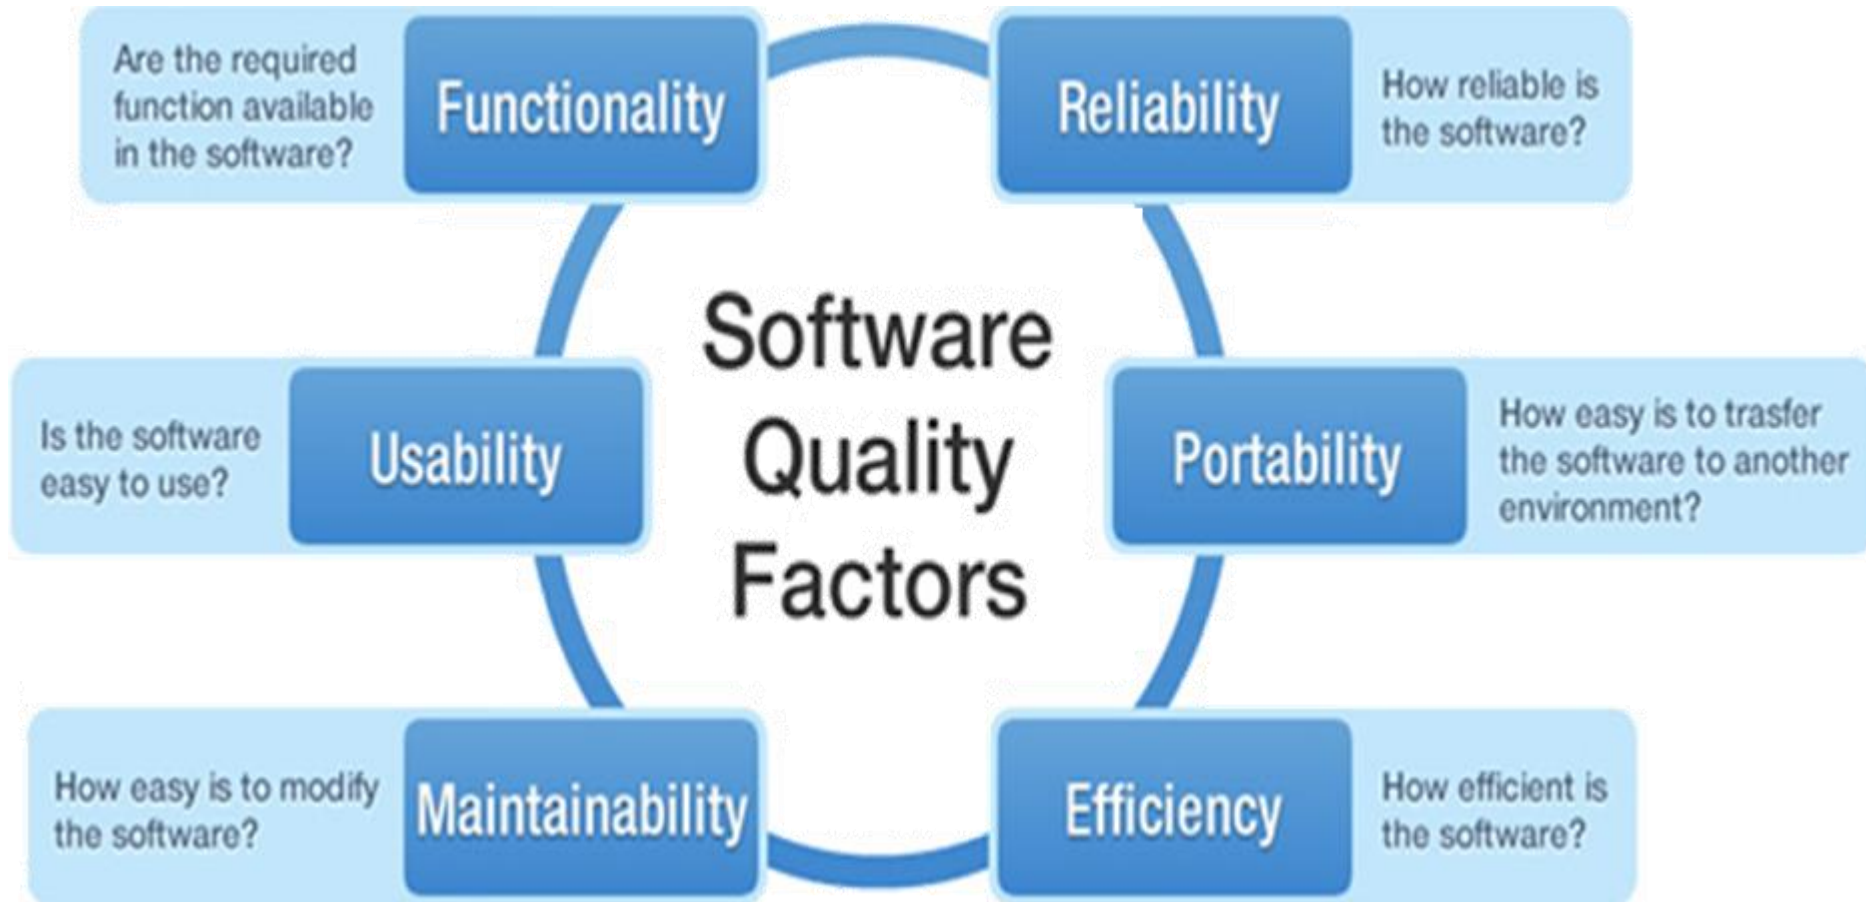 Are the required
function available
in the software?
Functionality
Reliability
How reliable is
the software?
Software
Quality
Factors
Is the software
easy to use?
Usability
Portability
How easy is to trasfer
the software to another
environment?
How easy is to modify
the software?
Maintainability
Efficiency
How efficient is
the software?